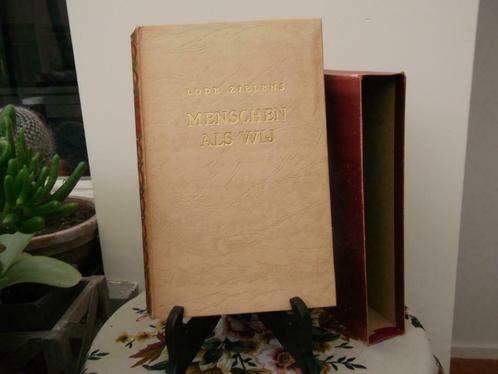 LODE ZIELENS
MENSCHEN
ALS WIJ